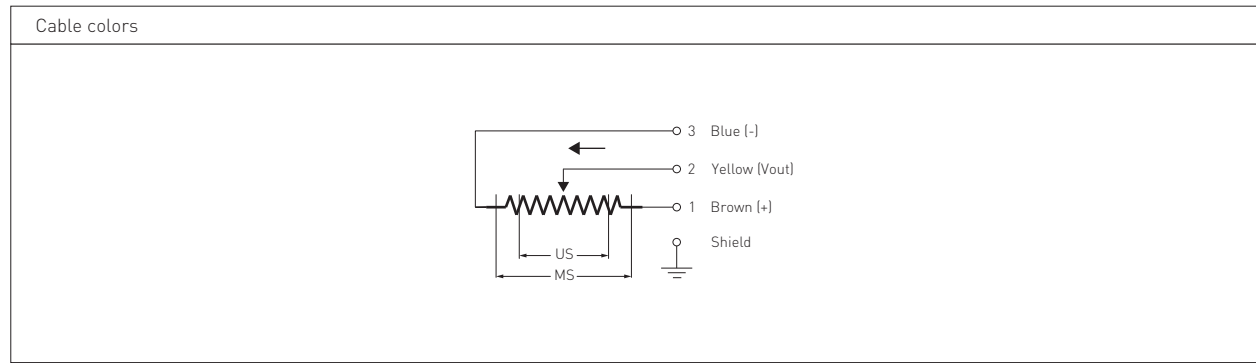 Cable colors
3 Blue (-)
2 Yellow (Vout)
1 Brown (+)
Shield
US
MS